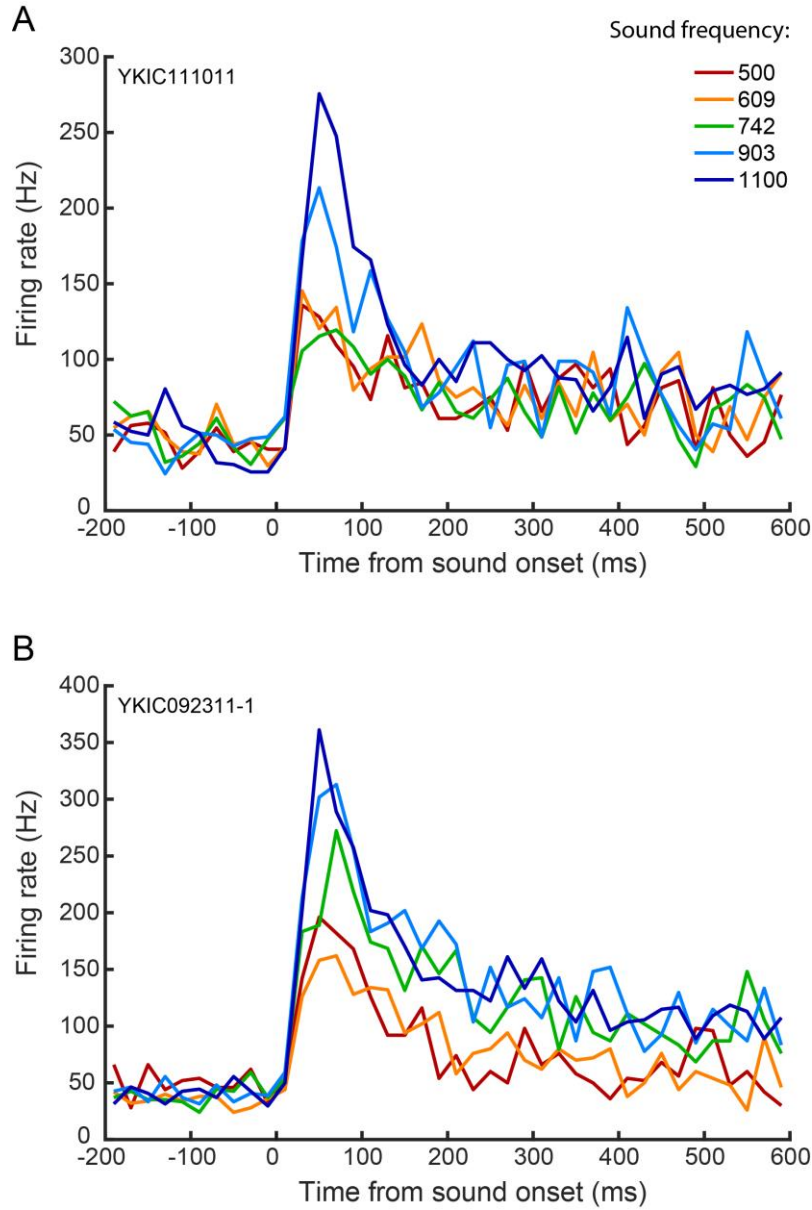 A
Sound frequency:
300
YKIC111011
500
609
742
903
1100
250
200
150
100
50
0
Firing rate (Hz)
-200 -100 0 100 200 300 400 500 600
Time from sound onset (ms)
B
400
YKIC092311-1
350
300
250
200
150
100
50
0
Firing rate (Hz)
-200 -100 0 100 200 300 400 500 600
Time from sound onset (ms)